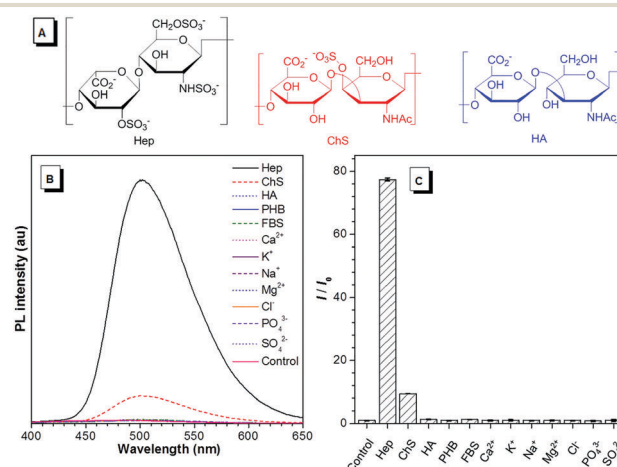 A
CH₂OSO₃⁻
CO₂⁻
OH
OH
O
NHSO₃⁻
OSO₃⁻
Hep
⁻O₃S
CO₂⁻
CH₂OH
OH
OH
NHAc
ChS
CO₂⁻
CH₂OH
OH
HO
OH
NHAc
HA
B
PL intensity (au)
Hep
ChS
HA
PHB
FBS
Ca²⁺
K⁺
Na⁺
Mg²⁺
Cl⁻
PO₄³⁻
SO₄²⁻
Control
400 450 500 550 600 650
Wavelength (nm)
C
I / I₀
80
60
40
20
0
Control Hep ChS HA PHB FBS Ca²⁺ K⁺ Na⁺ Mg²⁺ Cl⁻ PO₄³⁻